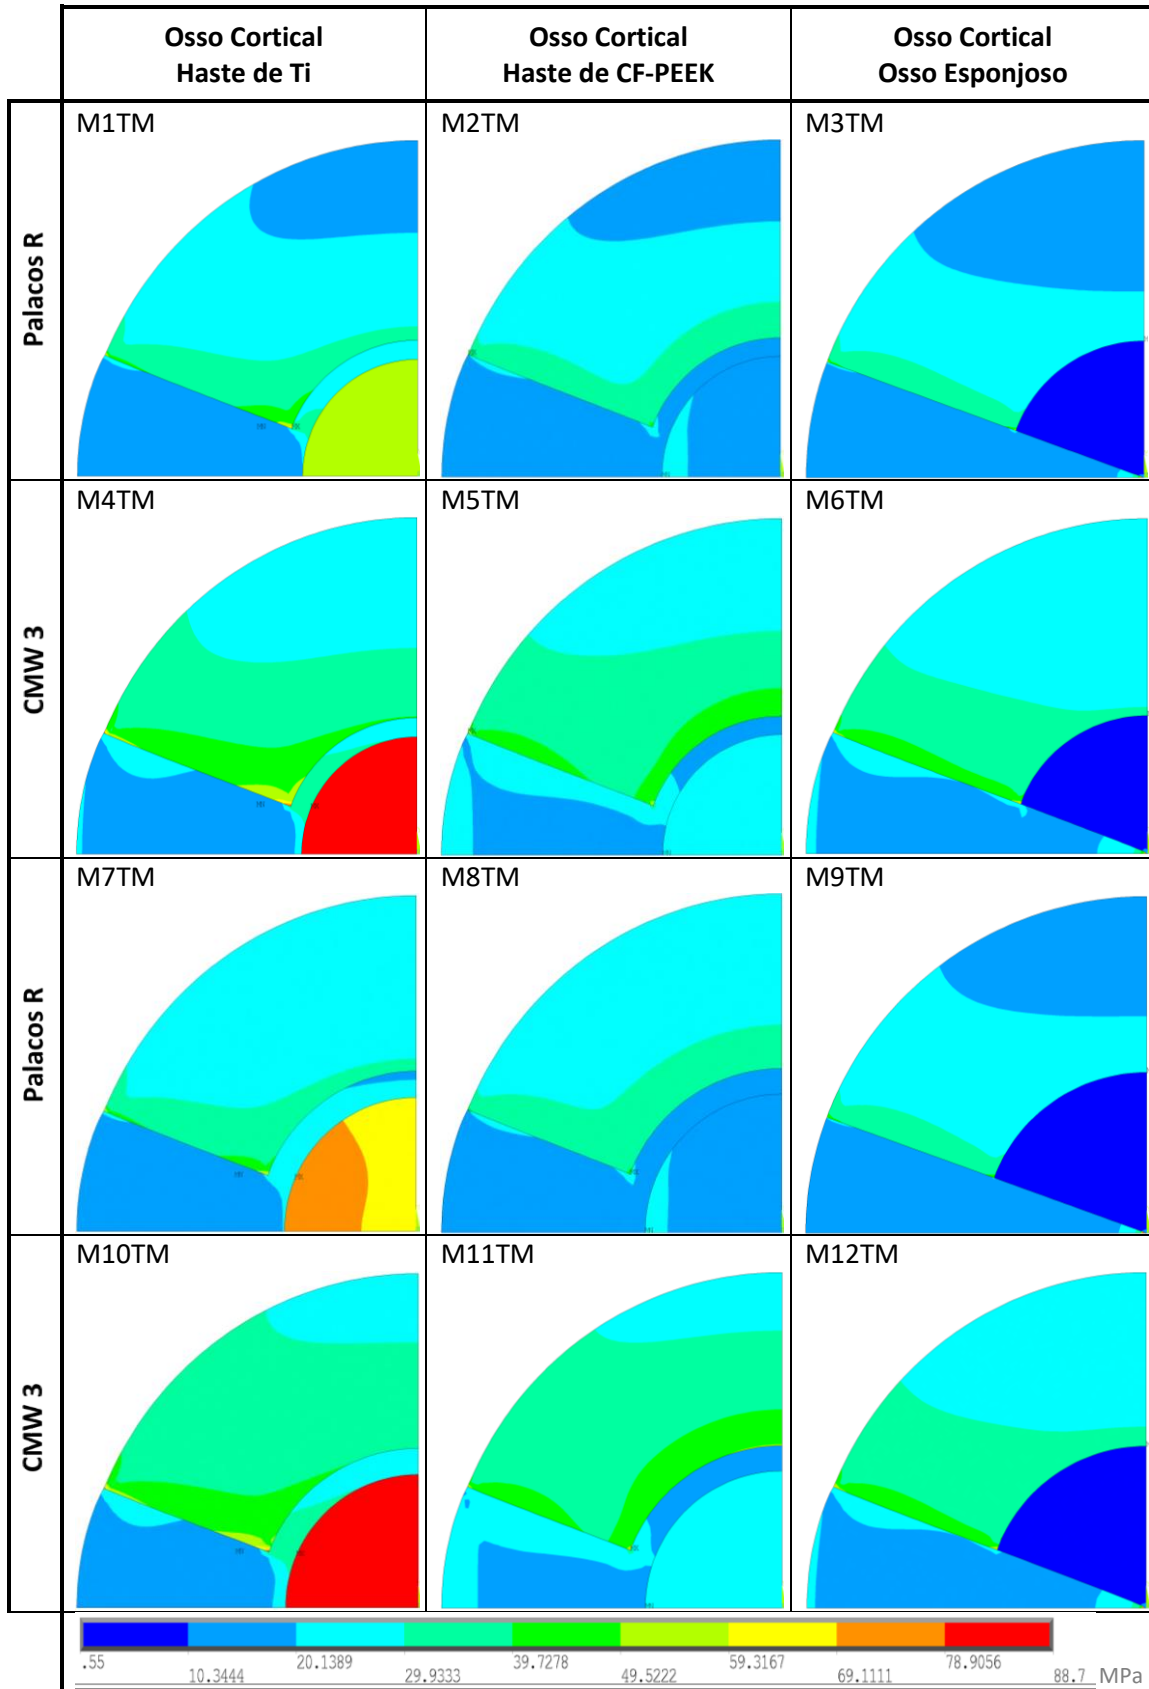 Osso Cortical
Haste de Ti
Osso Cortical
Haste de CF-PEEK
Osso Cortical
Osso Esponjoso
Palacos R
M1TM
M2TM
M3TM
CMW 3
M4TM
M5TM
M6TM
Palacos R
M7TM
M8TM
M9TM
CMW 3
M10TM
M11TM
M12TM
.55
10.3444
20.1389
29.9333
39.7278
49.5222
59.3167
69.1111
78.9056
88.7 MPa